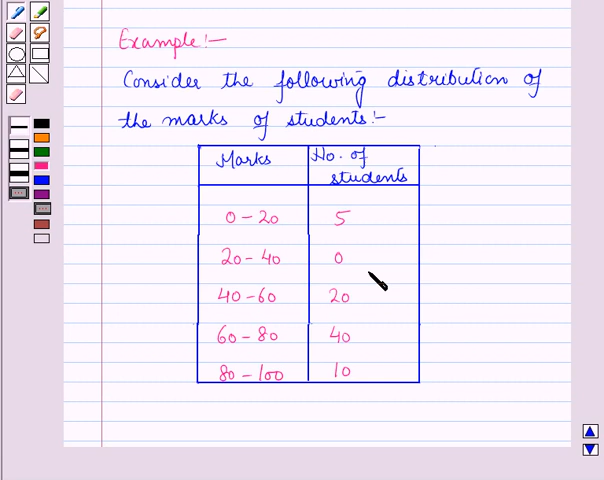 Example:-
Consider the following distribution of
the marks of students:-
Marks No. of
students
0-20 5
20-40 0
40-60 20
60-80 40
80-100 10